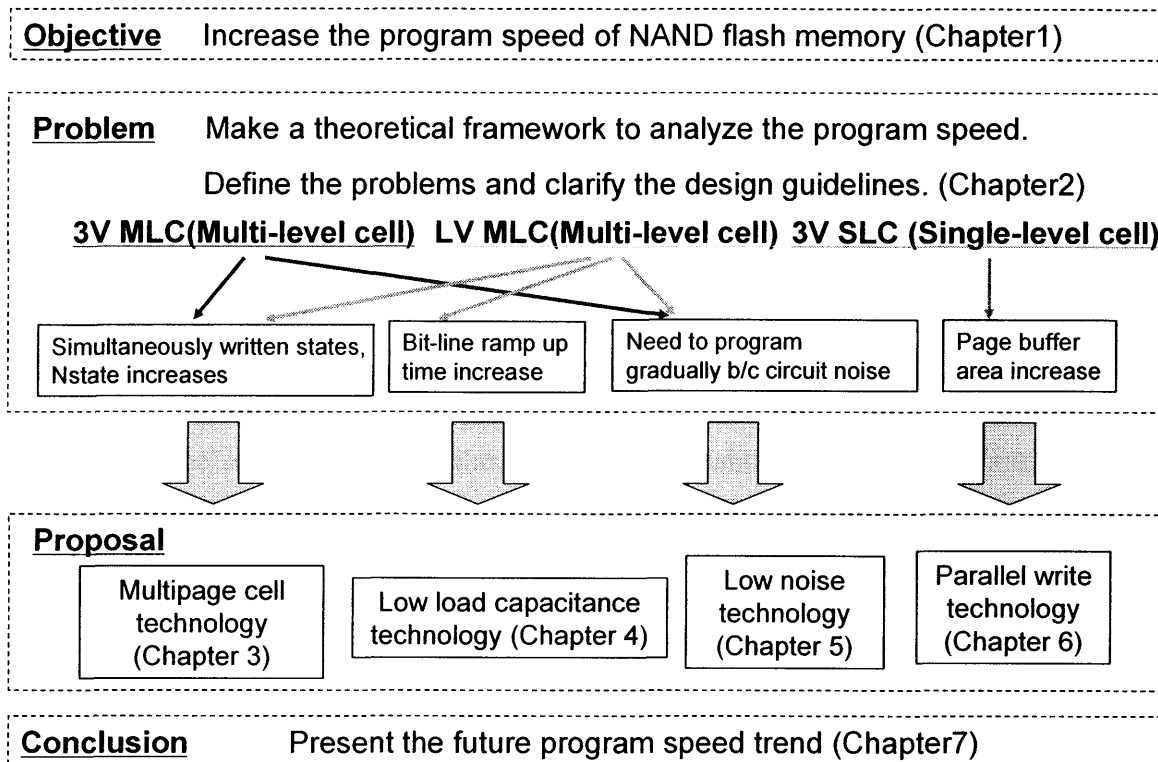 Objective Increase the program speed of NAND flash memory (Chapter1)
Problem Make a theoretical framework to analyze the program speed.
Define the problems and clarify the design guidelines. (Chapter2)
3V MLC(Multi-level cell) LV MLC(Multi-level cell) 3V SLC (Single-level cell)
Simultaneously written states,
Nstate increases
Bit-line ramp up
time increase
Need to program
gradually b/c circuit noise
Page buffer
area increase
Proposal
Multipage cell
technology
(Chapter 3)
Low load capacitance
technology (Chapter 4)
Low noise
technology
(Chapter 5)
Parallel write
technology
(Chapter 6)
Conclusion Present the future program speed trend (Chapter7)